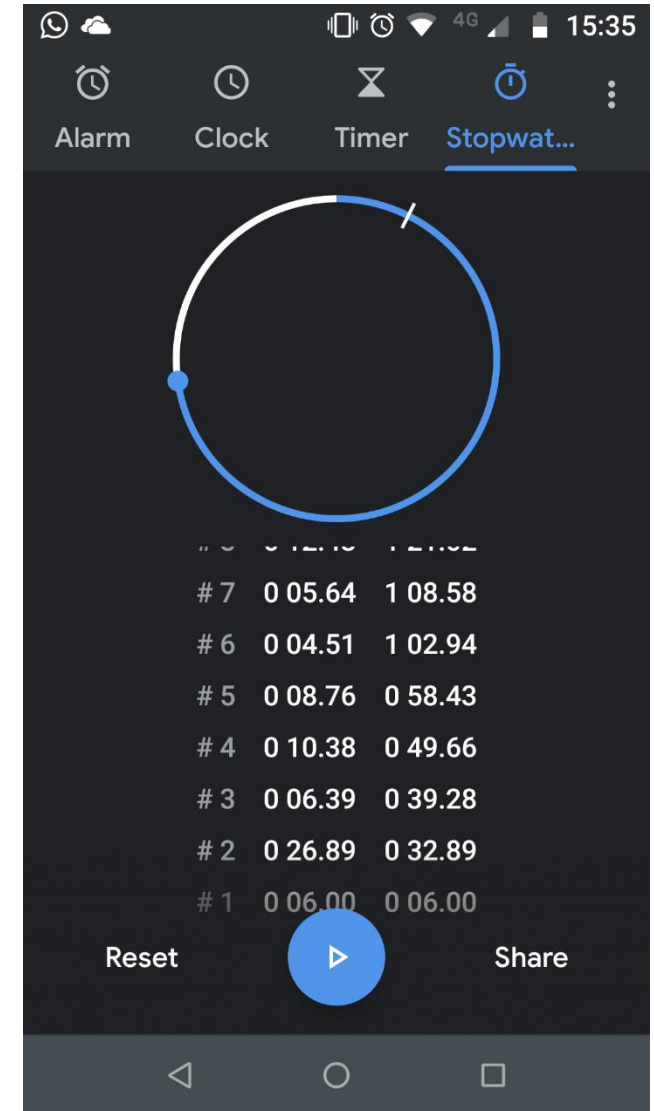 4G 15:35
Alarm Clock Timer Stopwat...
# 7 0 05.64 1 08.58
# 6 0 04.51 1 02.94
# 5 0 08.76 0 58.43
# 4 0 10.38 0 49.66
# 3 0 06.39 0 39.28
# 2 0 26.89 0 32.89
# 1 0 06.00 0 06.00
Reset Share